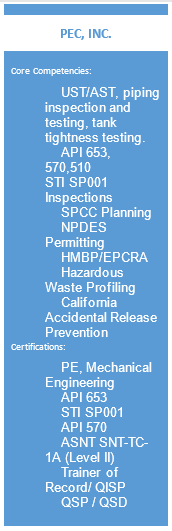 PEC, INC.
Core Competencies:
UST/AST, piping
inspection and
testing, tank
tightness testing.
API 653,
570,510
STI SP001
Inspections
SPCC Planning
NPDES
Permitting
HMBP/EPCRA
Hazardous
Waste Profiling
California
Accidental Release
Prevention
Certifications:
PE, Mechanical
Engineering
API 653
STI SP001
API 570
ASNT SNT-TC-
1A (Level II)
Trainer of
Record/ QISP
QSP / QSD